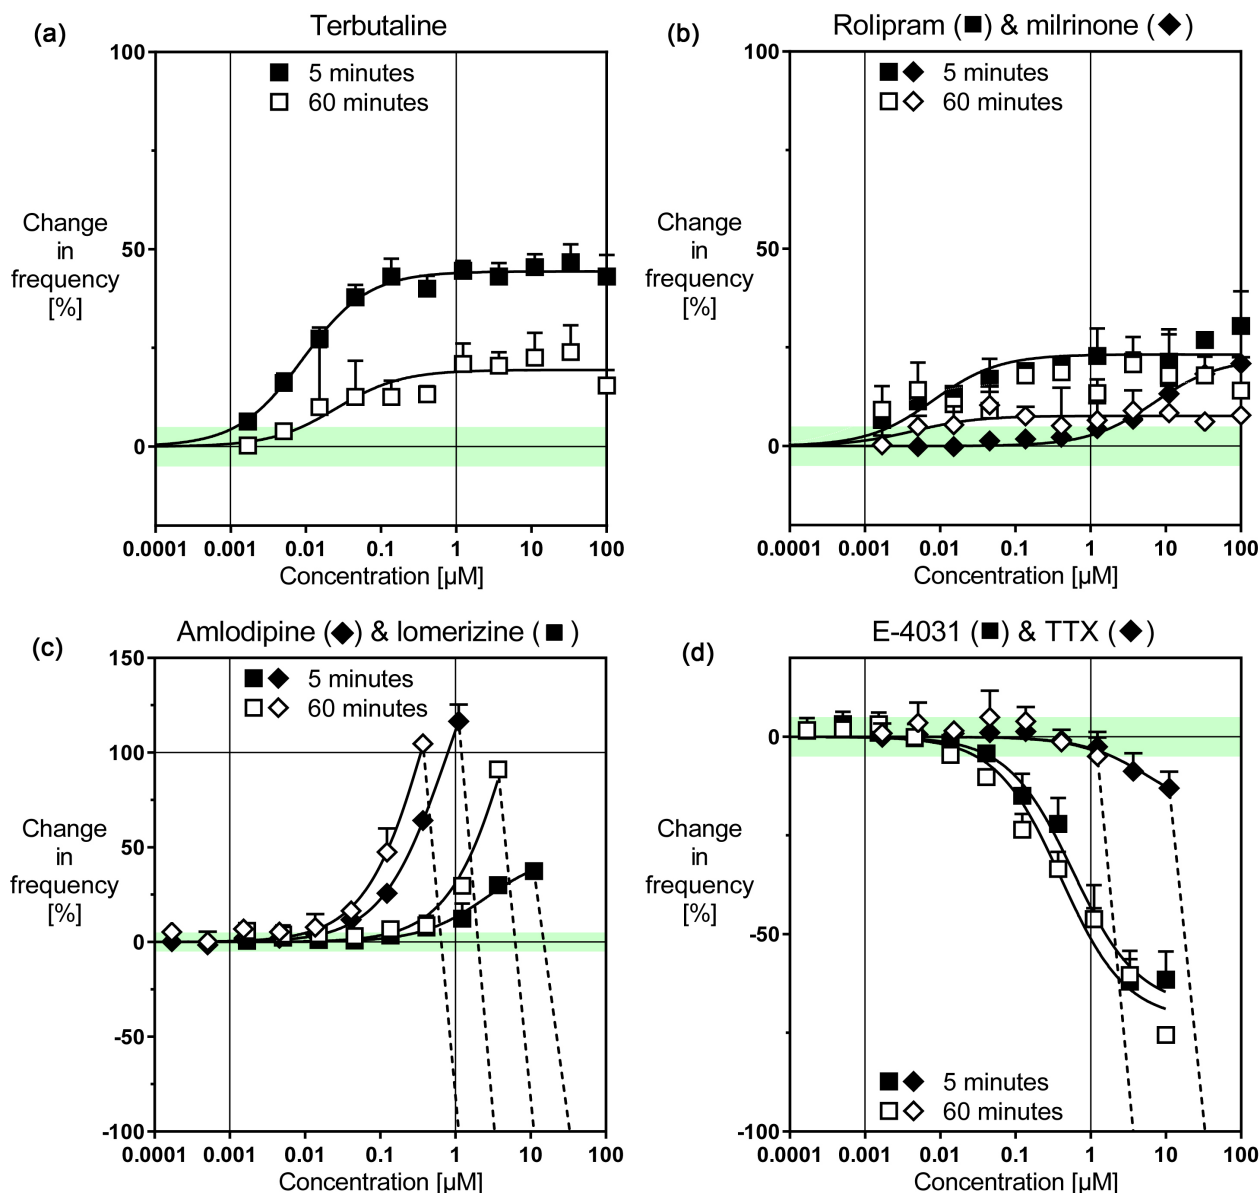 (a)
Terbutaline
100
50
0
5 minutes
60 minutes
Change
in
frequency
[%]
0.0001 0.001 0.01 0.1 1 10 100
Concentration [µM]
(b)
Rolipram (■) & milrinone (◆)
100
50
0
5 minutes
60 minutes
Change
in
frequency
[%]
0.0001 0.001 0.01 0.1 1 10 100
Concentration [µM]
(c)
Amlodipine (◆) & lomerizine (■)
150
100
50
0
-50
-100
5 minutes
60 minutes
Change
in
frequency
[%]
0.0001 0.001 0.01 0.1 1 10 100
Concentration [µM]
(d)
E-4031 (■) & TTX (◆)
0
-50
-100
Change
in
frequency
[%]
5 minutes
60 minutes
0.0001 0.001 0.01 0.1 1 10 100
Concentration [µM]